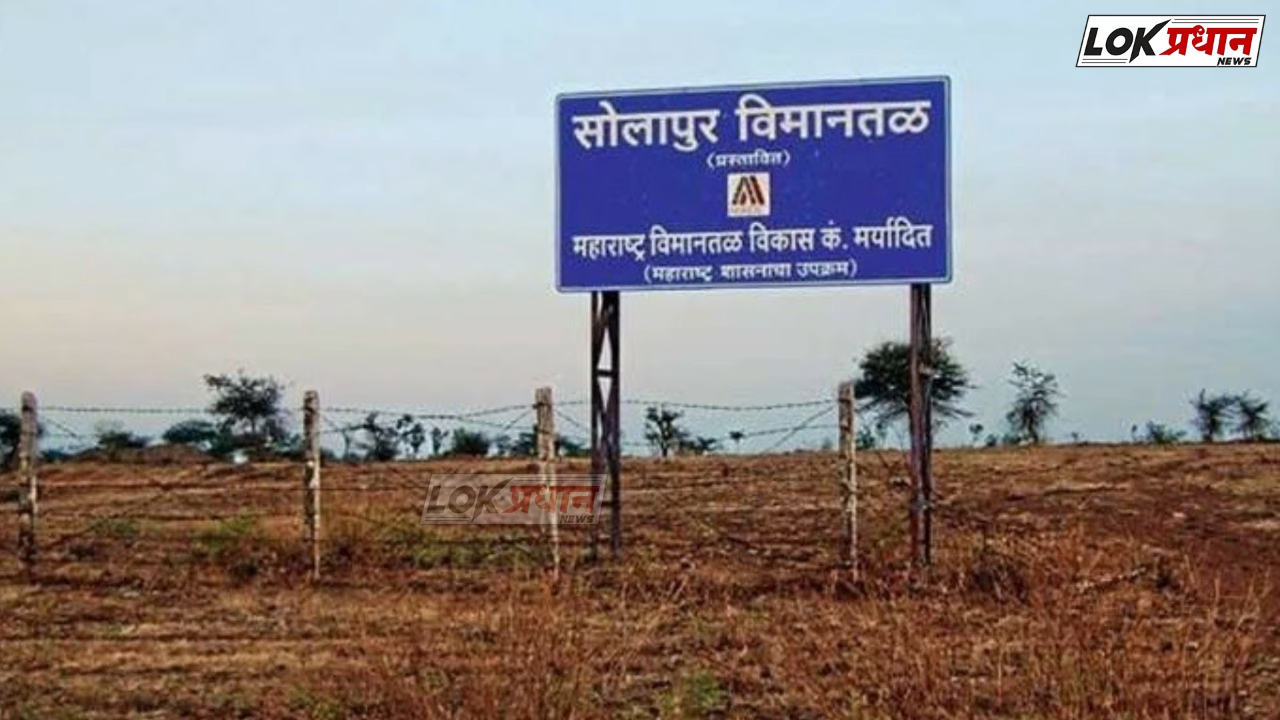 LOK प्रधान
NEWS
सोलापुर विमानतळ
(प्रस्तावित)
महाराष्ट्र विमानतळ विकास कं. मर्यादित
(महाराष्ट्र शासनाचा उपक्रम)
LOK प्रधान
NEWS